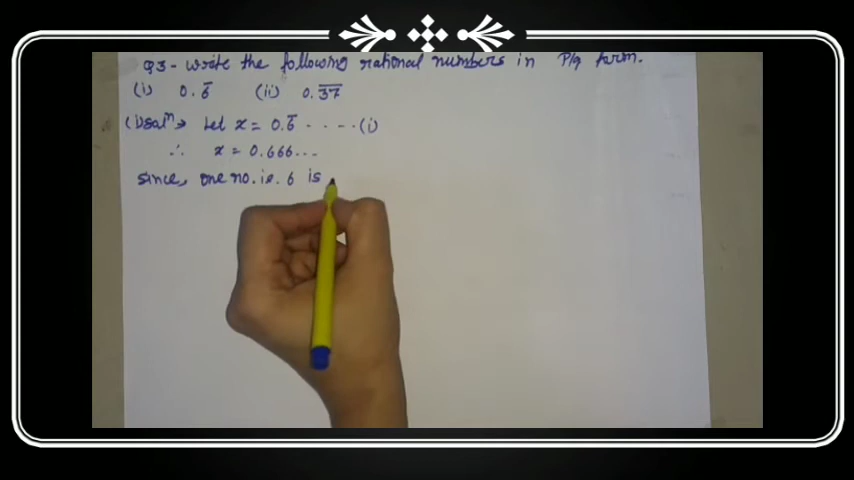 Q3- Write the following rational numbers in P/q form.
(i) 0.6̅ (ii) 0.3̅7̅
(i) Solⁿ → Let x = 0.6̅ ----- (i)
∴ x = 0.666...
since, one no. i.e. 6 is